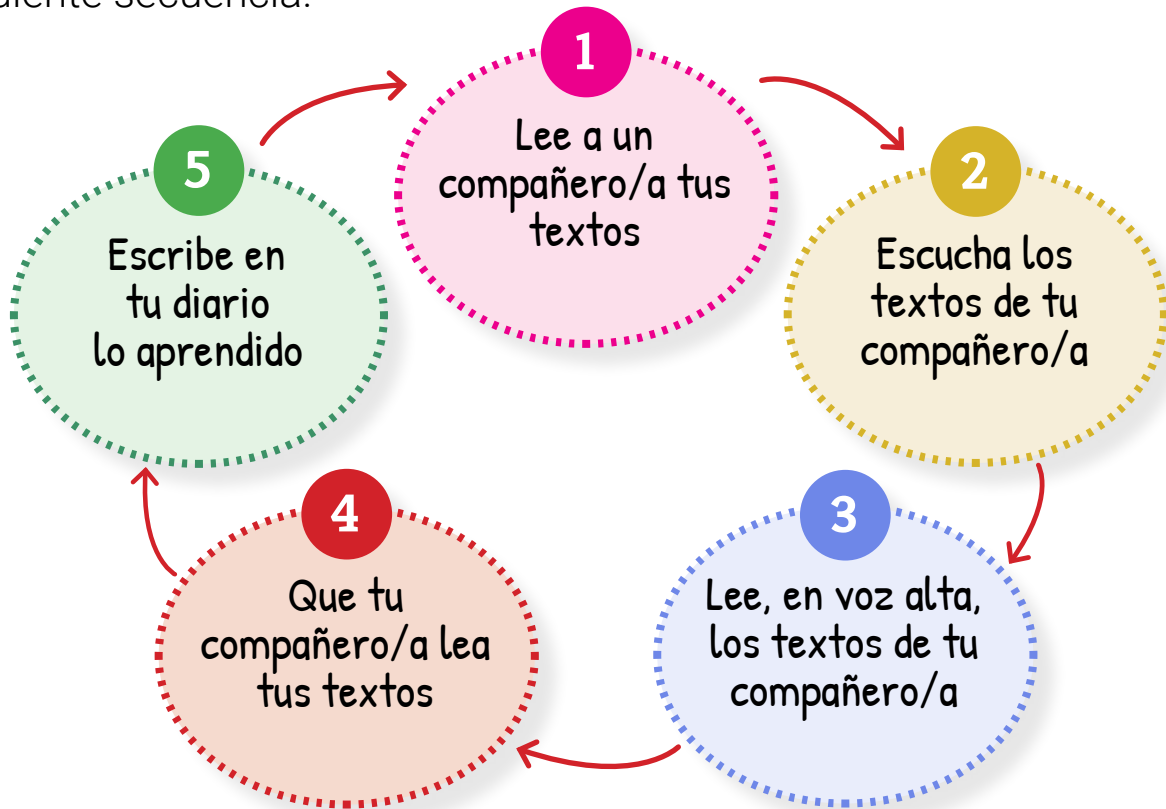 secuencia:
1
Lee a un
compañero/a tus
textos
2
Escucha los
textos de tu
compañero/a
3
Lee, en voz alta,
los textos de tu
compañero/a
4
Que tu
compañero/a lea
tus textos
5
Escribe en
tu diario
lo aprendido